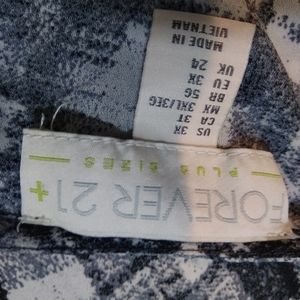 FOREVER 21+
PLUS SIZES
US 3X
CA 3T
MX 3XL/3EG
BR 5G
EU 3X
UK 24
MADE IN
VIETNAM